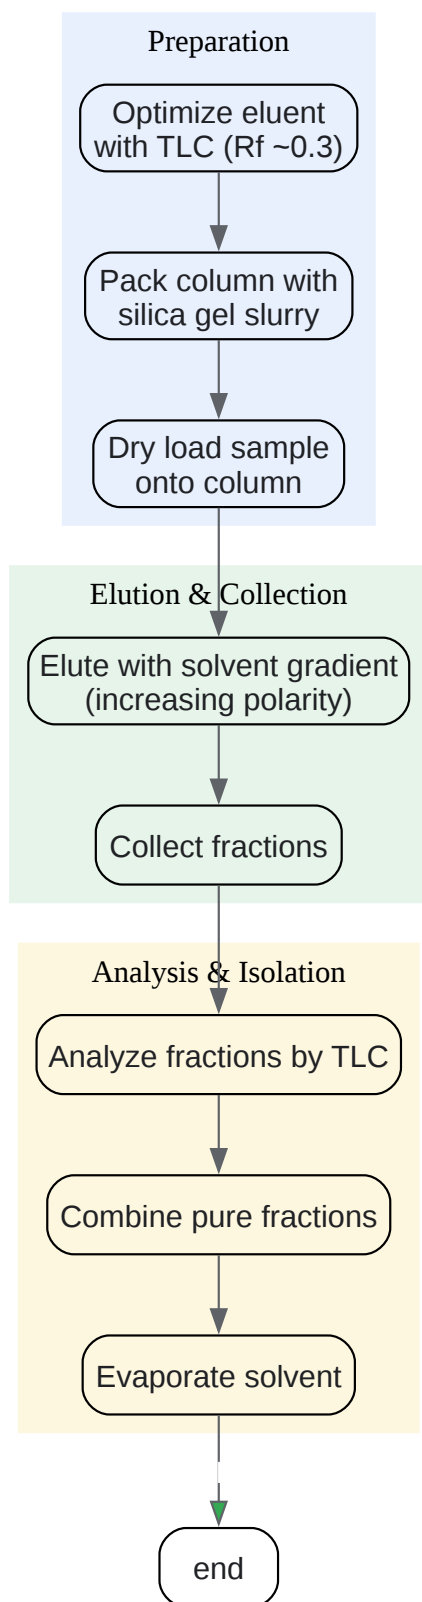 Preparation
Optimize eluent
with TLC (Rf ~0.3)
Pack column with
silica gel slurry
Dry load sample
onto column
Elution & Collection
Elute with solvent gradient
(increasing polarity)
Collect fractions
Analysis & Isolation
Analyze fractions by TLC
Combine pure fractions
Evaporate solvent
end